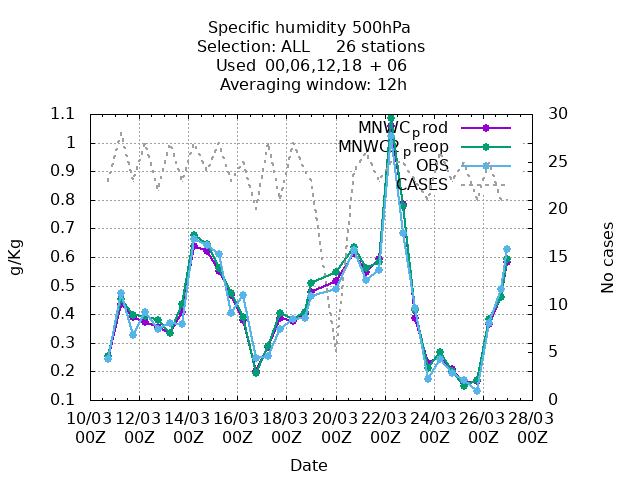 Specific humidity 500hPa
Selection: ALL 26 stations
Used 00,06,12,18 + 06
Averaging window: 12h
1.1
1
0.9
0.8
0.7
0.6
0.5
0.4
0.3
0.2
0.1
g/Kg
MNWC_prod
MNWCP_preop
OBS
CASES
30
25
20
15
10
5
0
No cases
10/03 12/03 14/03 16/03 18/03 20/03 22/03 24/03 26/03 28/03
00Z 00Z 00Z 00Z 00Z 00Z 00Z 00Z 00Z 00Z
Date